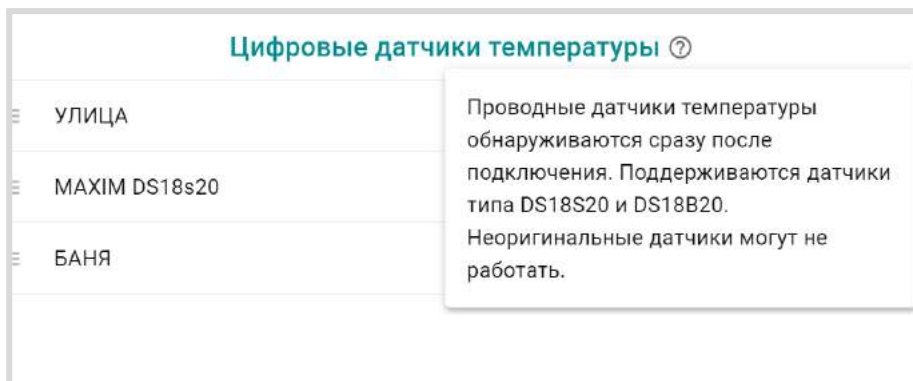 Цифровые датчики температуры
УЛИЦА
MAXIM DS18s20
БАНЯ
Проводные датчики температуры
обнаруживаются сразу после
подключения. Поддерживаются датчики
типа DS18S20 и DS18B20.
Неоригинальные датчики могут не
работать.